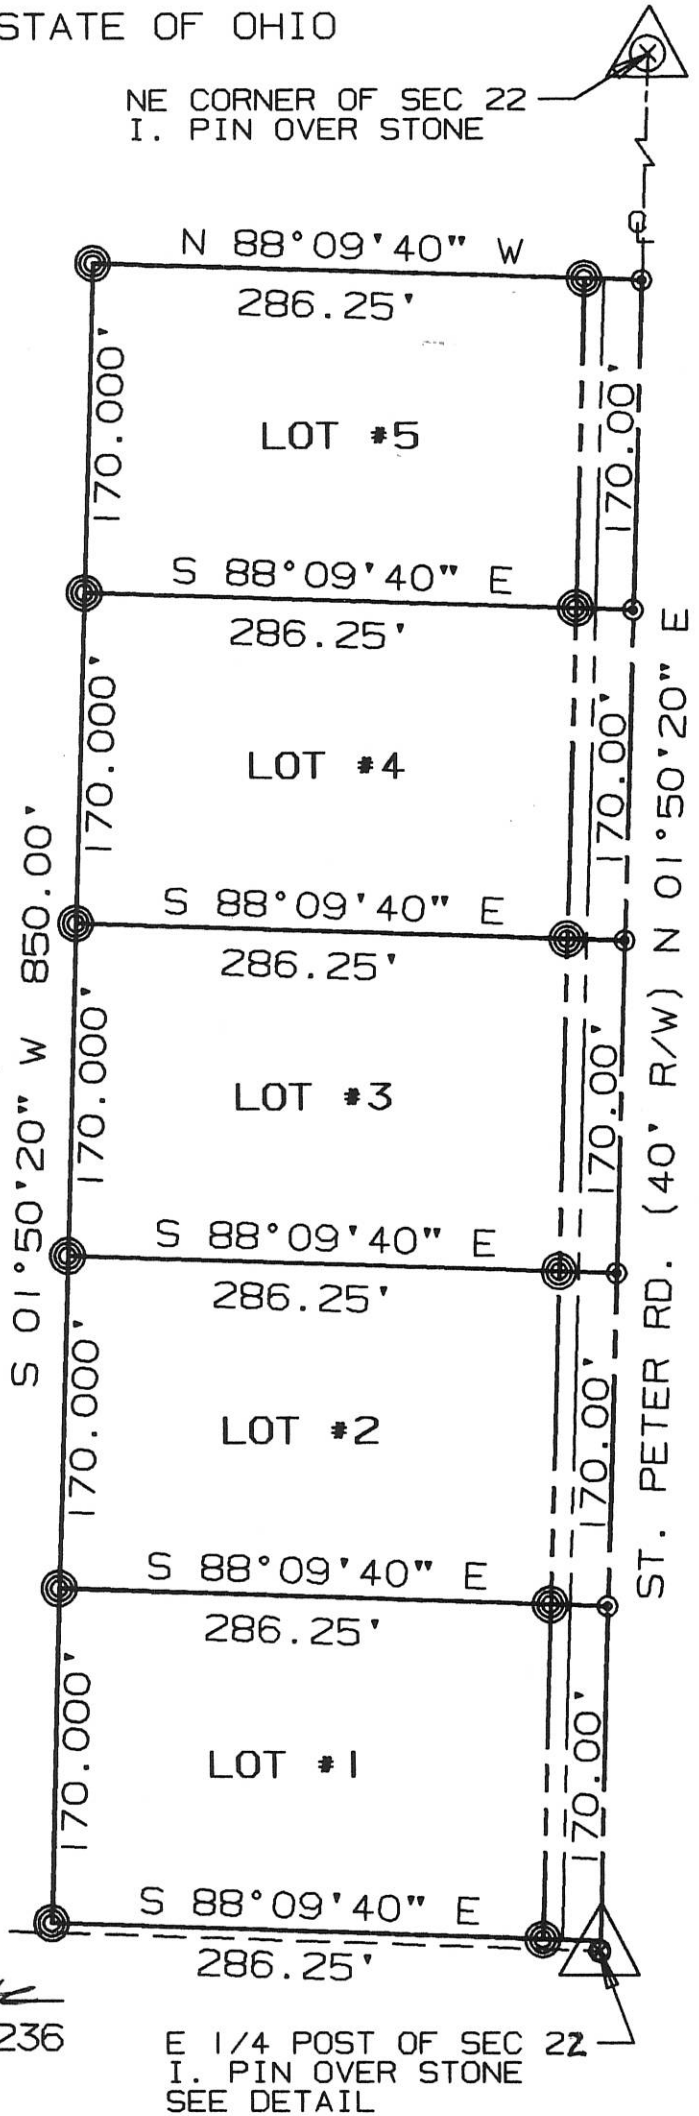 STATE OF OHIO
NE CORNER OF SEC 22
I. PIN OVER STONE
N 88°09'40" W
286.25'
170.000'
LOT #5
170.00'
S 88°09'40" E
286.25'
170.000'
LOT #4
170.00'
S 88°09'40" E
286.25'
170.000'
LOT #3
170.00'
S 01°50'20" W 850.00'
ST. PETER RD. (40' R/W) N 01°50'20" E
S 88°09'40" E
286.25'
170.000'
LOT #2
170.00'
S 88°09'40" E
286.25'
170.000'
LOT #1
170.00'
S 88°09'40" E
286.25'
236
E 1/4 POST OF SEC 22
I. PIN OVER STONE
SEE DETAIL